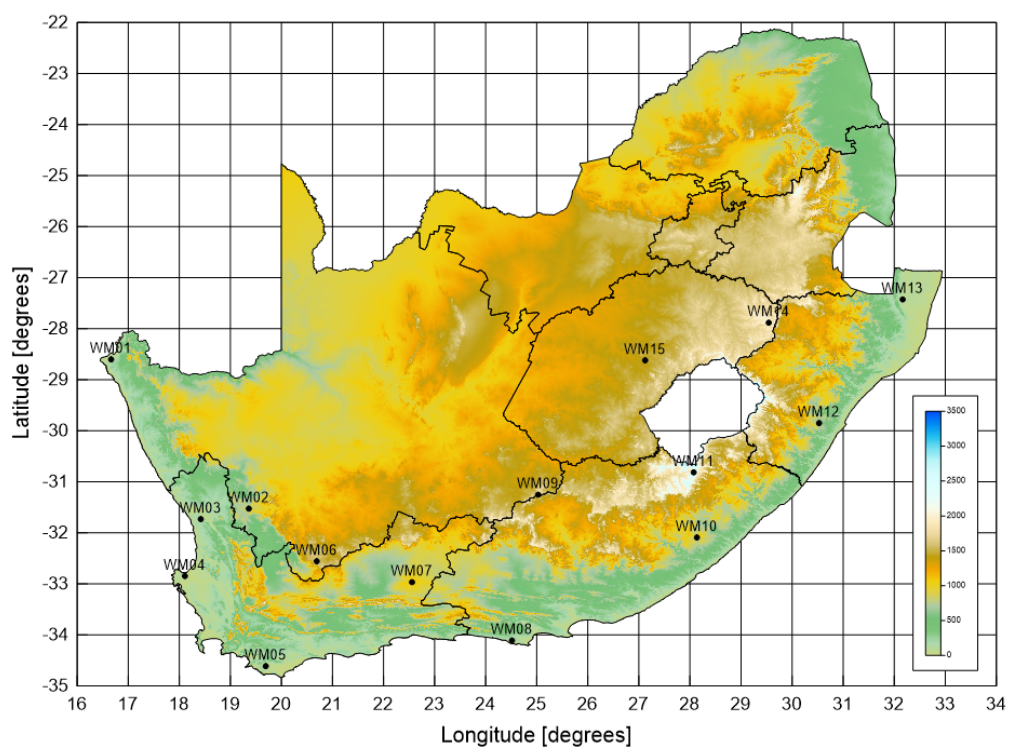 -22
-23
-24
-25
-26
-27
-28
-29
-30
-31
-32
-33
-34
-35
Latitude [degrees]
WM13
WM14
WM01
WM15
WM12
WM11
WM09
WM02
WM03
WM10
WM06
WM04
WM07
WM08
WM05
3500
3000
2500
2000
1500
1000
500
0
16 17 18 19 20 21 22 23 24 25 26 27 28 29 30 31 32 33 34
Longitude [degrees]